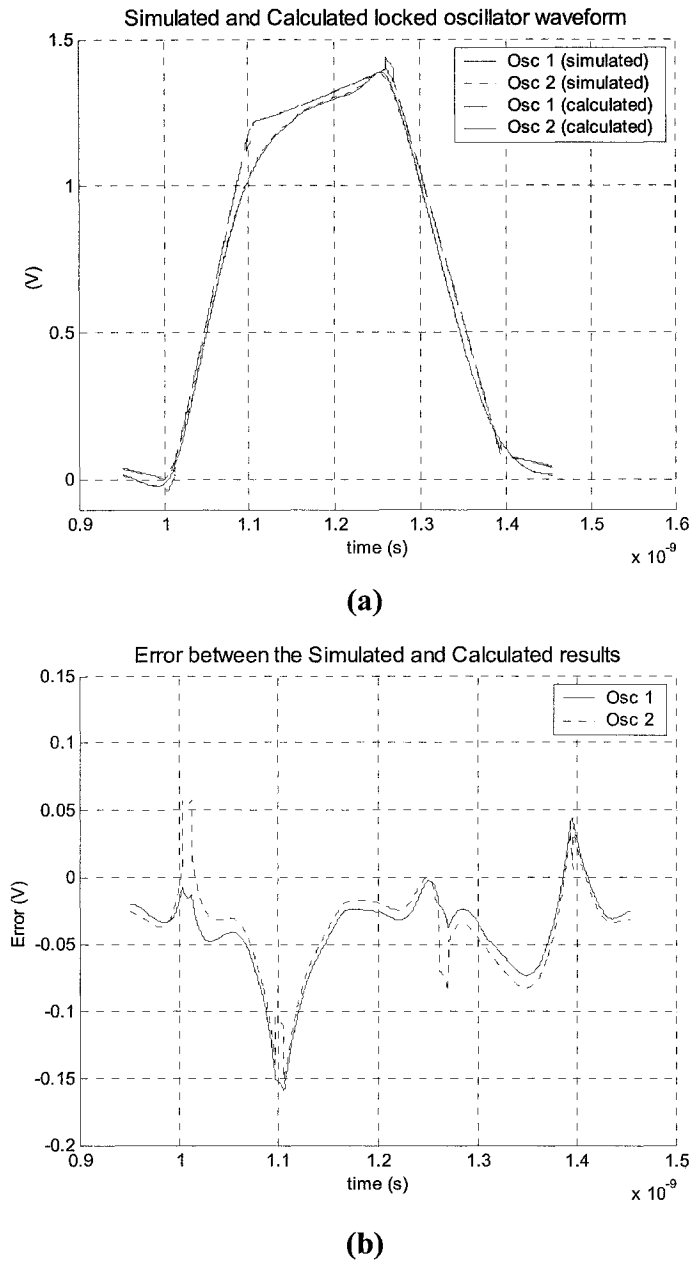 Simulated and Calculated locked oscillator waveform
1.5
Osc 1 (simulated)
Osc 2 (simulated)
Osc 1 (calculated)
Osc 2 (calculated)
1
(V)
0.5
0
0.9 1 1.1 1.2 1.3 1.4 1.5 1.6
time (s)
x 10⁻⁹
(a)
Error between the Simulated and Calculated results
0.15
Osc 1
Osc 2
0.1
0.05
0
Error (V)
-0.05
-0.1
-0.15
-0.2
0.9 1 1.1 1.2 1.3 1.4 1.5
time (s)
x 10⁻⁹
(b)